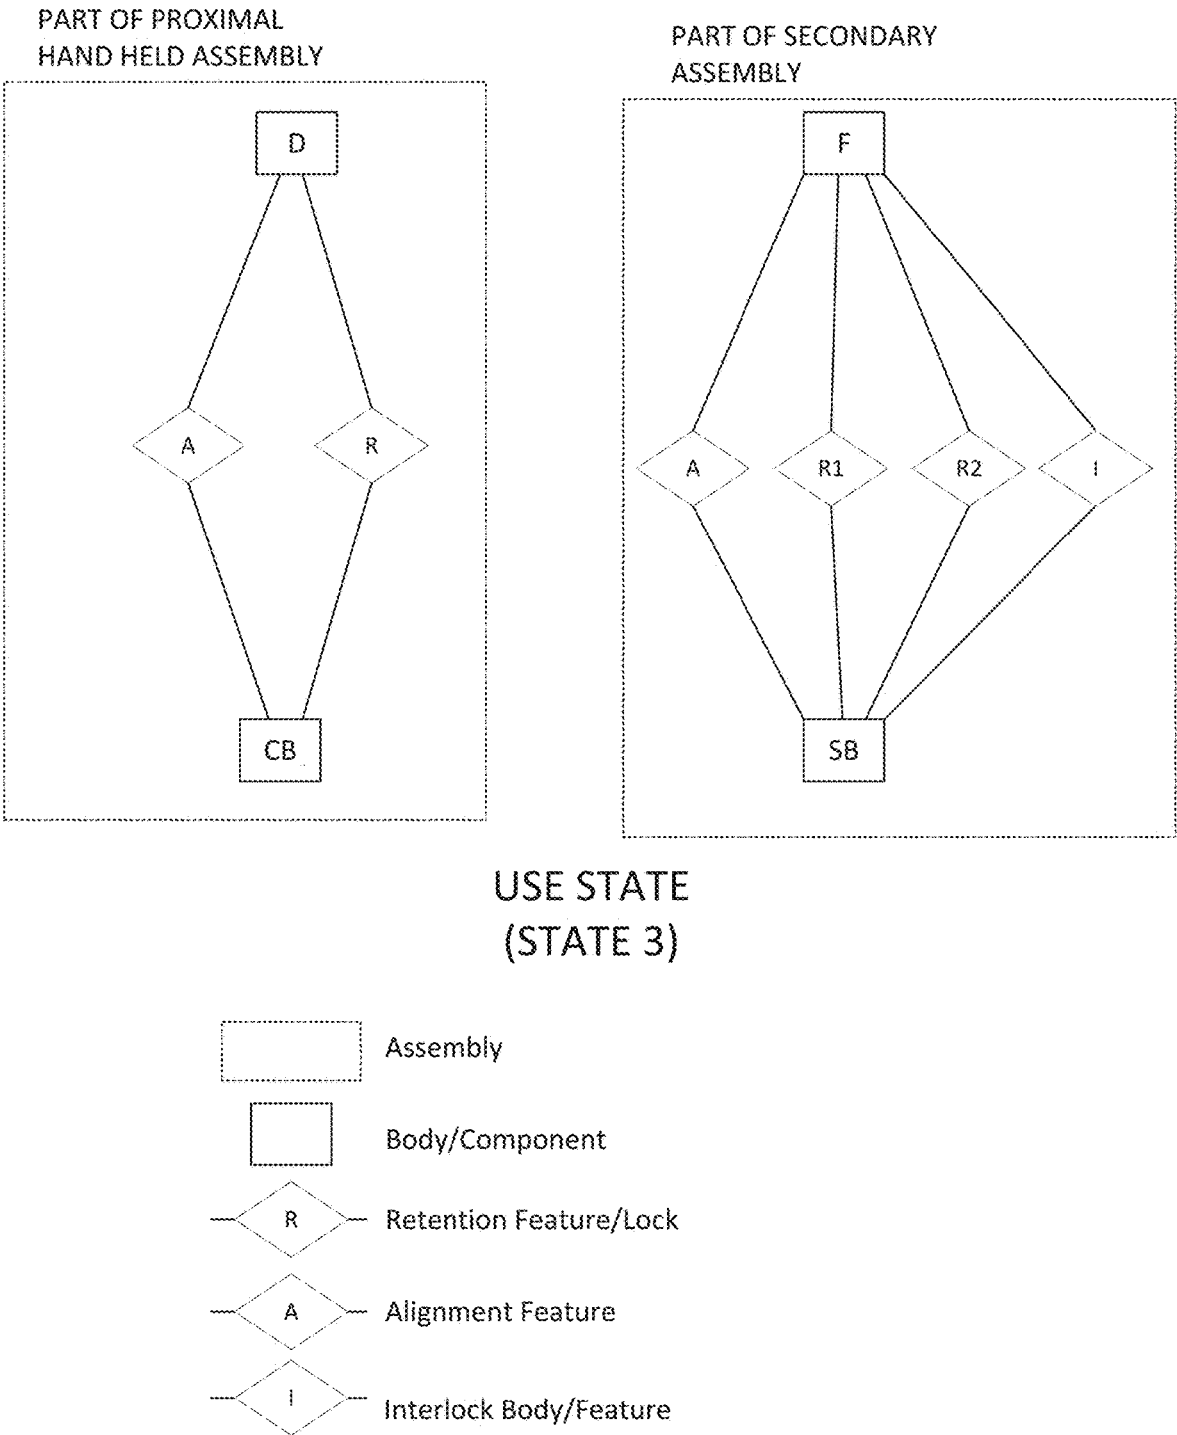 PART OF PROXIMAL
HAND HELD ASSEMBLY
D
A
R
CB
PART OF SECONDARY
ASSEMBLY
F
A
R1
R2
I
SB
USE STATE
(STATE 3)
Assembly
Body/Component
R
Retention Feature/Lock
A
Alignment Feature
I
Interlock Body/Feature